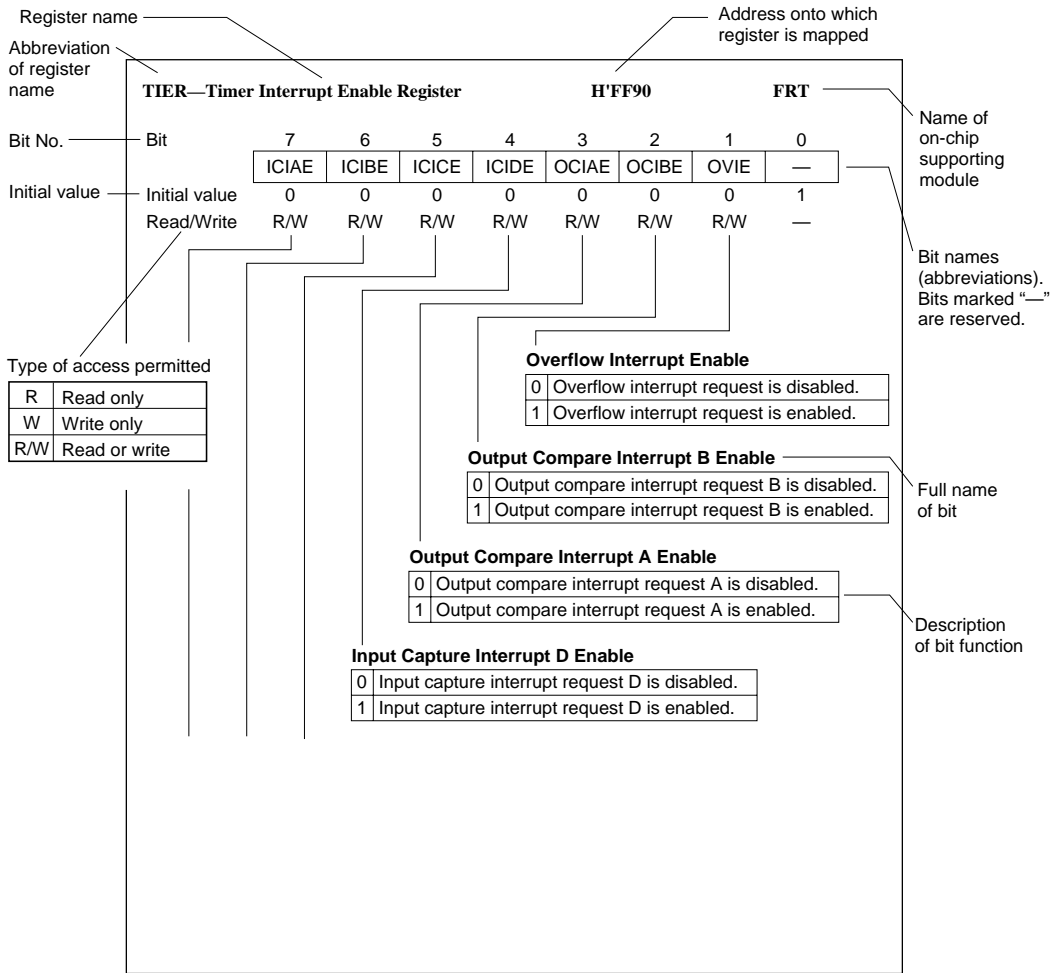 Register name
Address onto which
register is mapped
Abbreviation
of register
name
TIER—Timer Interrupt Enable Register H'FF90 FRT
Name of
on-chip
supporting
module
Bit No. Bit 7 6 5 4 3 2 1 0
ICIAE ICIBE ICICE ICIDE OCIAE OCIBE OVIE —
Initial value Initial value 0 0 0 0 0 0 0 1
Read/Write R/W R/W R/W R/W R/W R/W R/W —
Bit names
(abbreviations).
Bits marked “—”
are reserved.
Type of access permitted
R Read only
W Write only
R/W Read or write
Overflow Interrupt Enable
0 Overflow interrupt request is disabled.
1 Overflow interrupt request is enabled.
Output Compare Interrupt B Enable
0 Output compare interrupt request B is disabled.
1 Output compare interrupt request B is enabled.
Full name
of bit
Output Compare Interrupt A Enable
0 Output compare interrupt request A is disabled.
1 Output compare interrupt request A is enabled.
Description
of bit function
Input Capture Interrupt D Enable
0 Input capture interrupt request D is disabled.
1 Input capture interrupt request D is enabled.